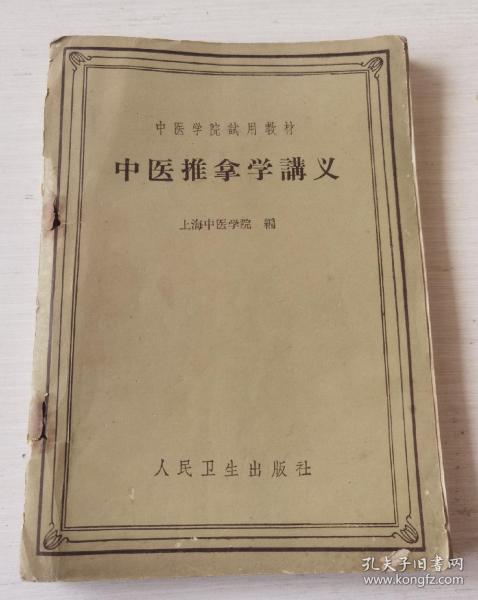 中医学院試用教材
中医推拿学講义
上海中医学院 編
人民卫生出版社
孔夫子旧书网
www.kongfz.com